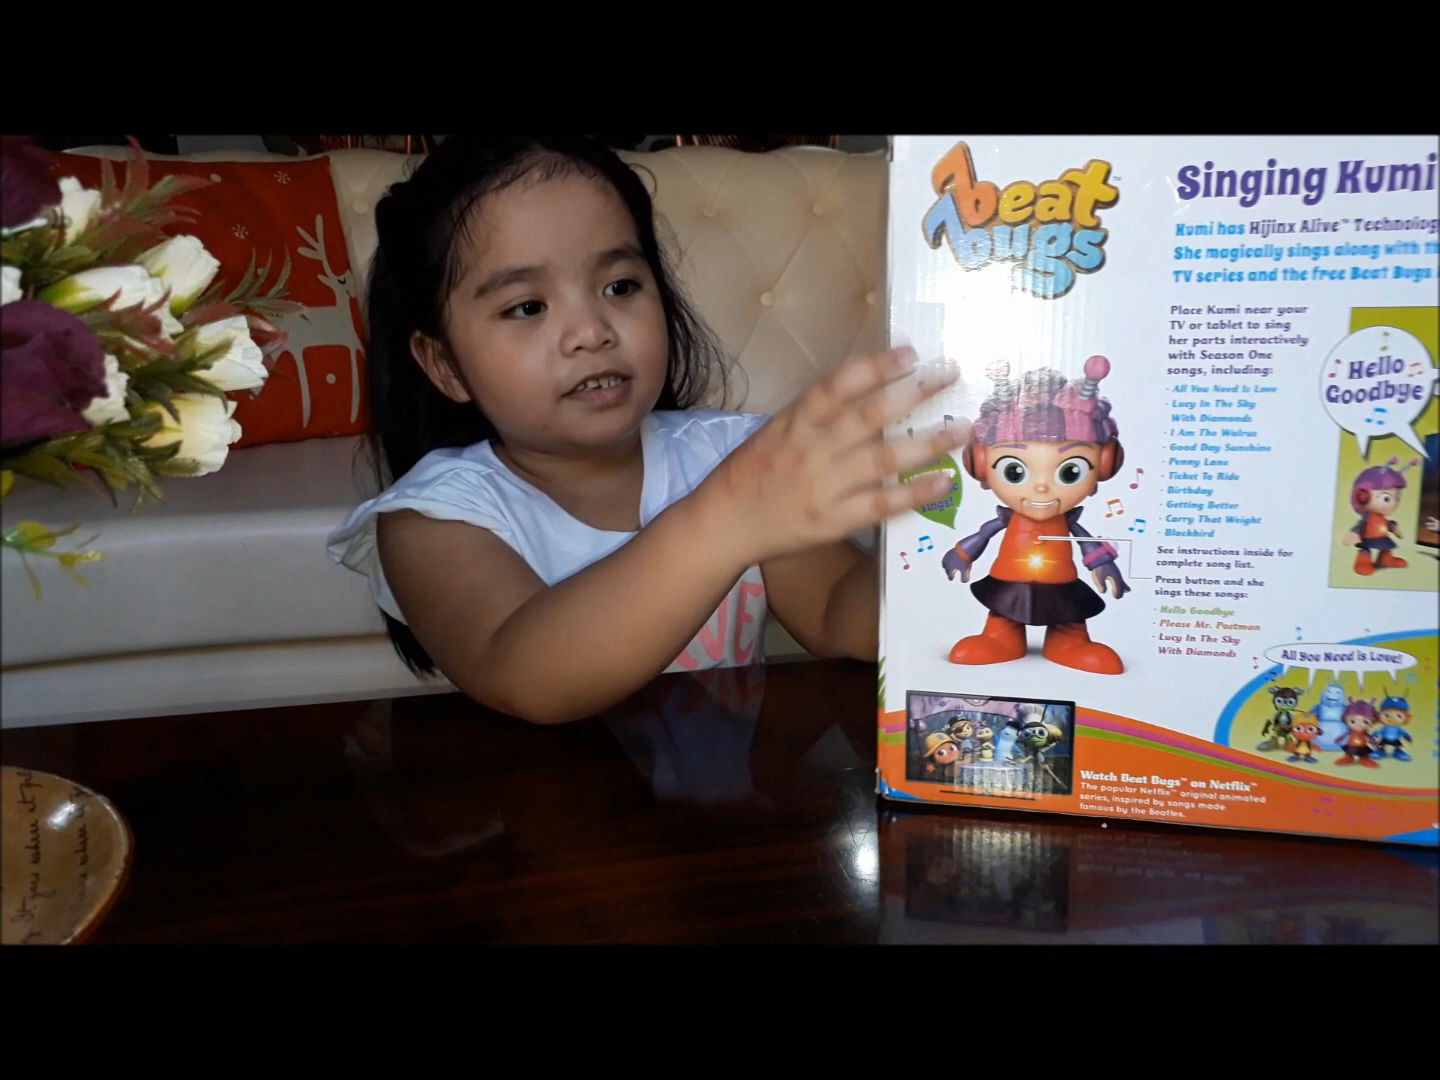 beat
bugs
Singing Kumi
Kumi has Hijinx Alive™ Technolog
She magically sings along with
TV series and the free Beat Bugs
Place Kumi near your
TV or tablet to sing
her parts interactively
with Season One
songs, including:
· All You Need Is Love
· Lucy In The Sky
With Diamonds
· I Am The Walrus
· Good Day Sunshine
· Penny Lane
· Ticket To Ride
· Birthday
· Getting Better
· Carry That Weight
· Blackbird
See instructions inside for
complete song list.
Press button and she
sings these songs:
· Hello Goodbye
· Please Mr. Postman
· Lucy In The Sky
With Diamonds
Hello
Goodbye
sings!
All You Need is Love!
Watch Beat Bugs™ on Netflix™
The popular Netflix™ original animated
series, inspired by songs made
famous by the Beatles.